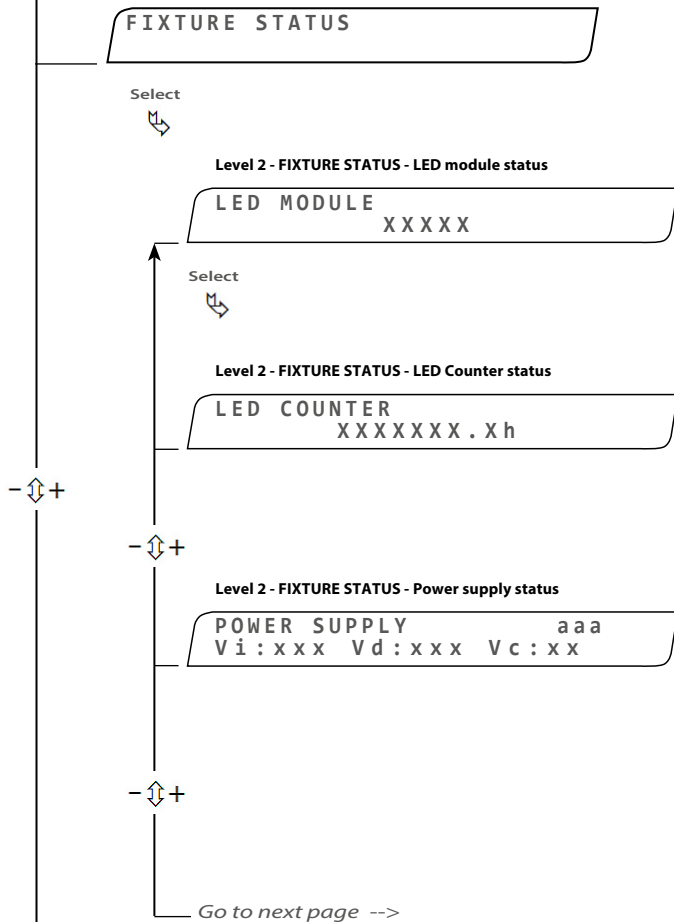 FIXTURE STATUS
Select
Level 2 - FIXTURE STATUS - LED module status
LED MODULE
XXXXX
Select
Level 2 - FIXTURE STATUS - LED Counter status
LED COUNTER
XXXXXXX.Xh
- +
- +
Level 2 - FIXTURE STATUS - Power supply status
POWER SUPPLY aaa
Vi:xxx Vd:xxx Vc:xx
- +
Go to next page -->